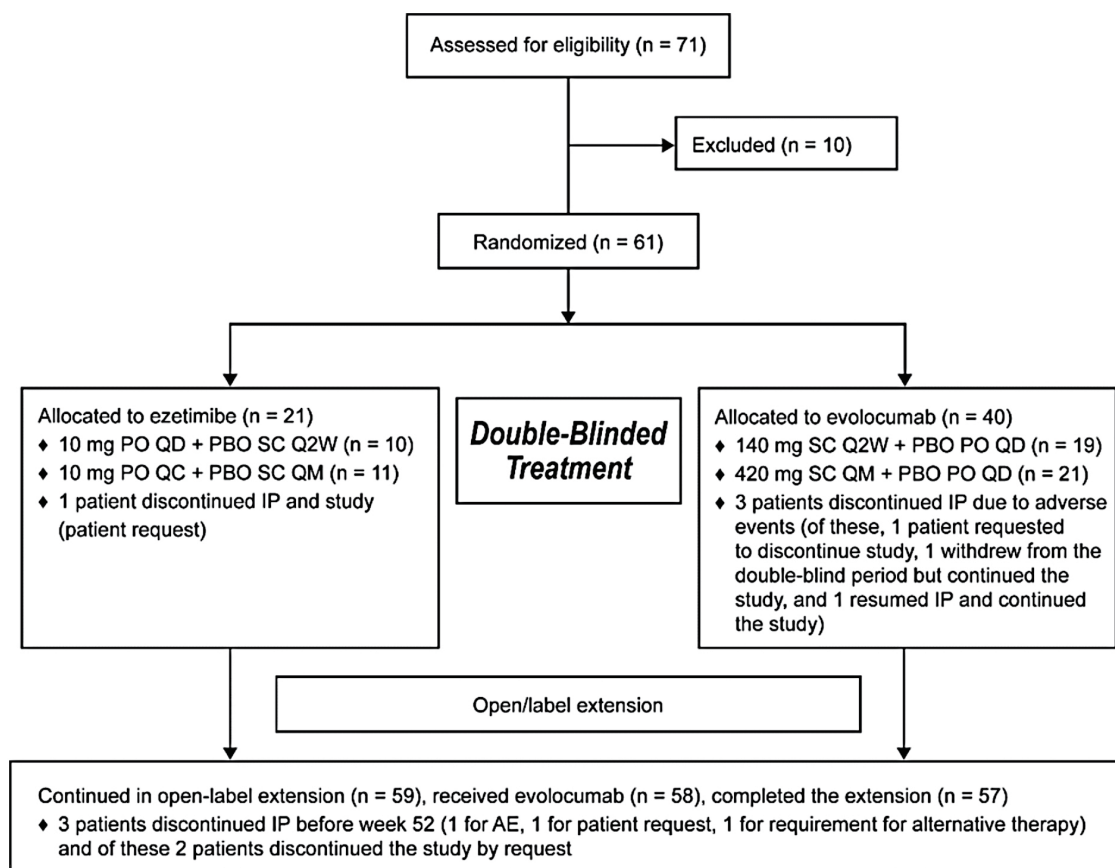 Assessed for eligibility (n = 71)
Excluded (n = 10)
Randomized (n = 61)
Allocated to ezetimibe (n = 21)
♦ 10 mg PO QD + PBO SC Q2W (n = 10)
♦ 10 mg PO QC + PBO SC QM (n = 11)
♦ 1 patient discontinued IP and study
(patient request)
Double-Blinded
Treatment
Allocated to evolocumab (n = 40)
♦ 140 mg SC Q2W + PBO PO QD (n = 19)
♦ 420 mg SC QM + PBO PO QD (n = 21)
♦ 3 patients discontinued IP due to adverse
events (of these, 1 patient requested
to discontinue study, 1 withdrew from the
double-blind period but continued the
study, and 1 resumed IP and continued
the study)
Open/label extension
Continued in open-label extension (n = 59), received evolocumab (n = 58), completed the extension (n = 57)
♦ 3 patients discontinued IP before week 52 (1 for AE, 1 for patient request, 1 for requirement for alternative therapy)
and of these 2 patients discontinued the study by request